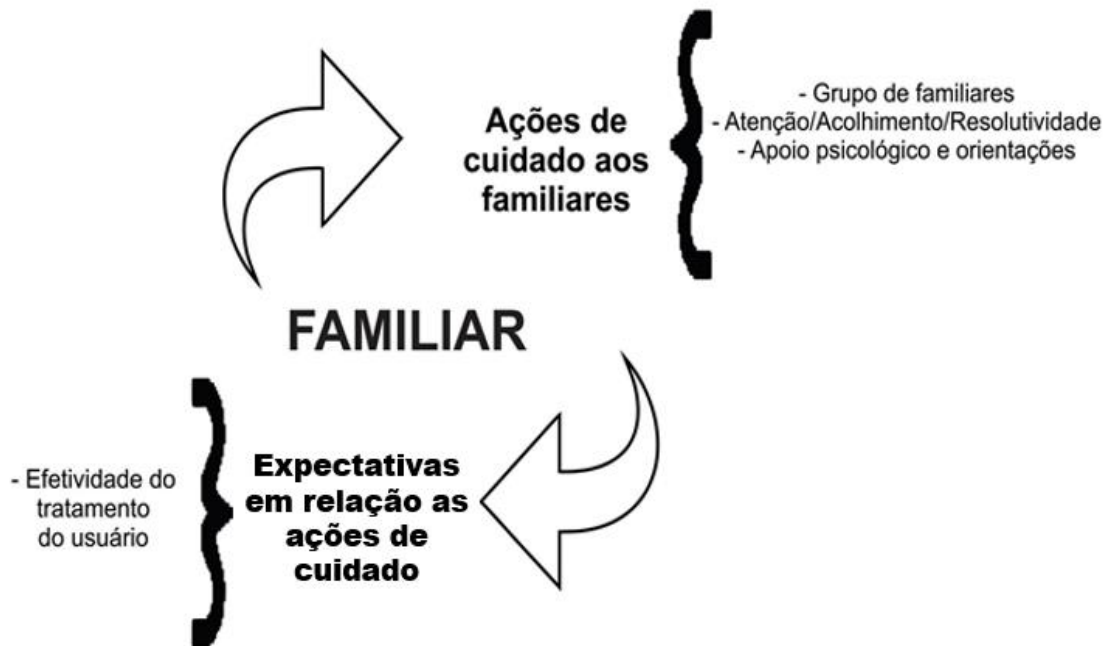 Ações de
cuidado aos
familiares
- Grupo de familiares
- Atenção/Acolhimento/Resolutividade
- Apoio psicológico e orientações
FAMILIAR
- Efetividade do
tratamento
do usuário
Expectativas
em relação as
ações de
cuidado